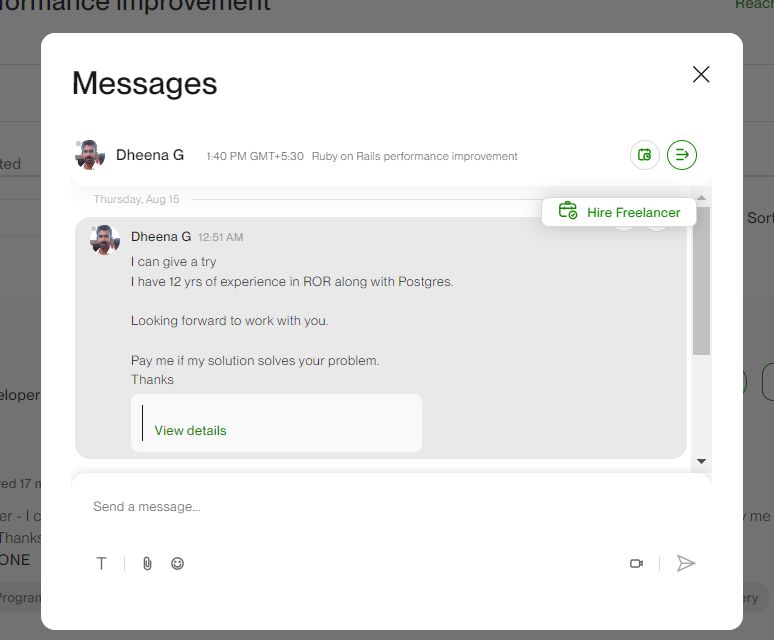 formance improvement
Reach
Messages
Dheena G 1:40 PM GMT+5:30 Ruby on Rails performance improvement
ted
Thursday, Aug 15
Hire Freelancer
Sort
Dheena G 12:51 AM
I can give a try
I have 12 yrs of experience in ROR along with Postgres.
Looking forward to work with you.
Pay me if my solution solves your problem.
Thanks
eloper
View details
ved 17 m
Send a message...
er - I c
y me
Thanks
ONE
T
Program
ery